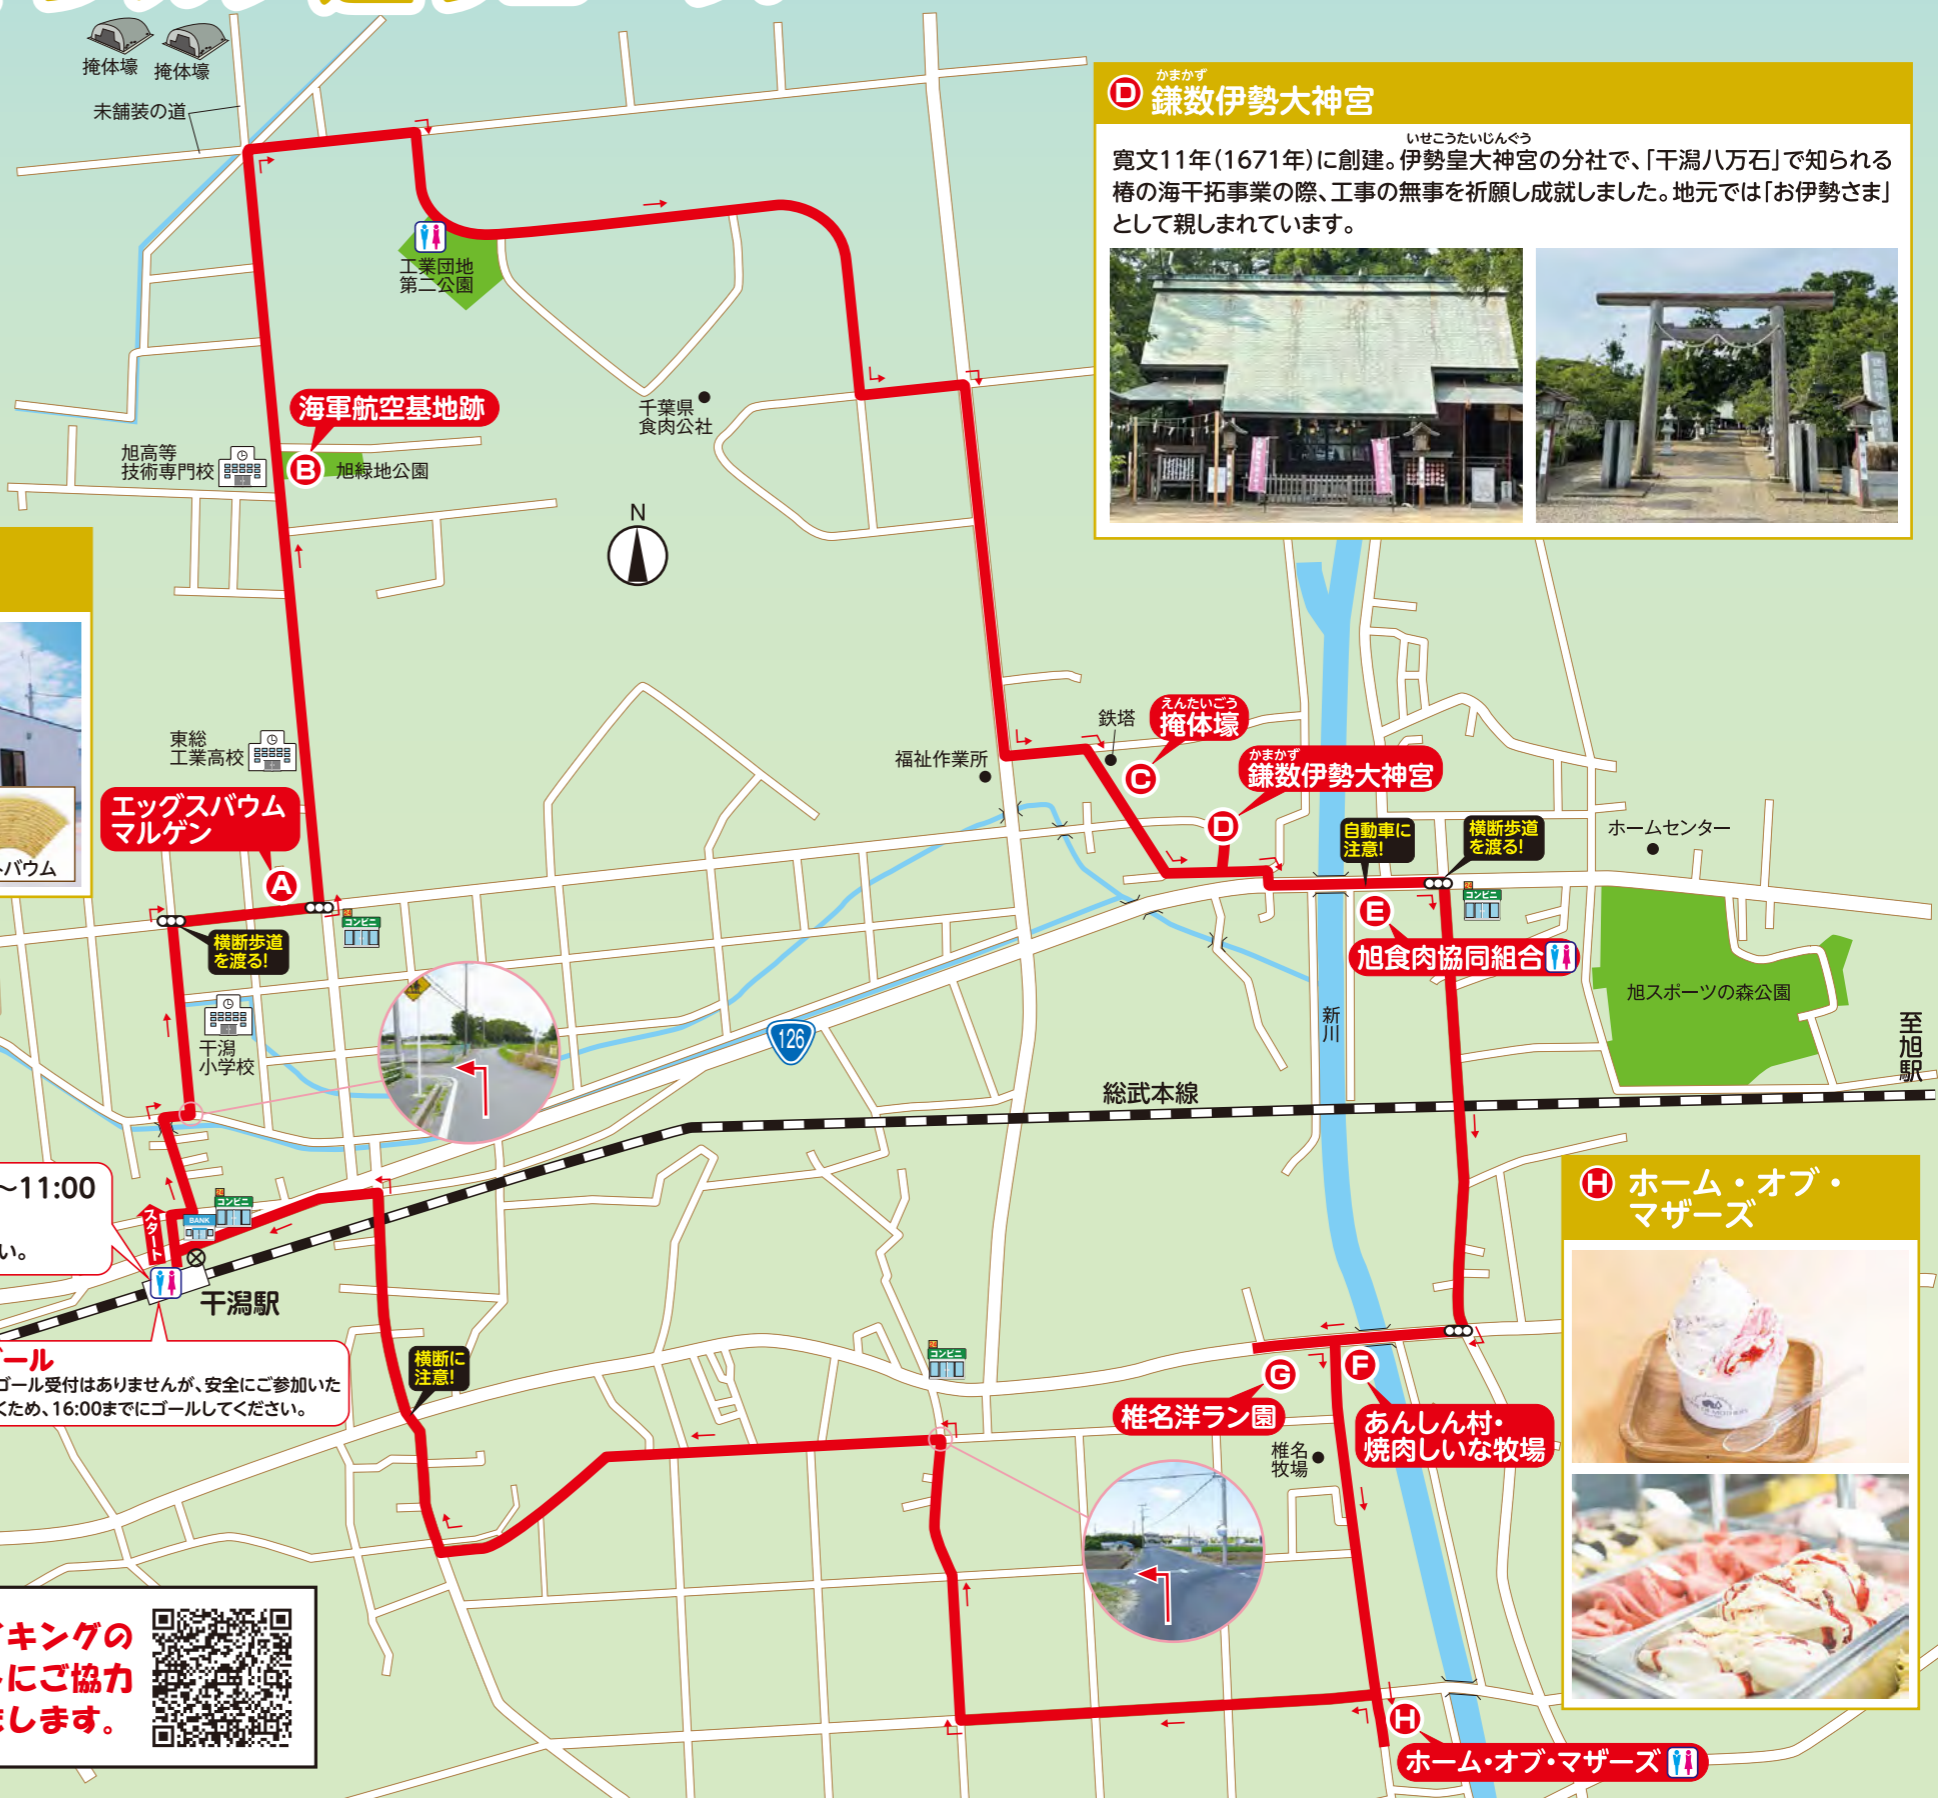 掩体壕
掩体壕
未舗装の道
D
かまかず
鎌数伊勢大神宮
いせこうたいじんぐう
寛文11年(1671年)に創建。伊勢皇大神宮の分社で、「干潟八万石」で知られる
椿の海干拓事業の際、工事の無事を祈願し成就しました。地元では「お伊勢さま」
として親しまれています。
工業団地
第二公園
千葉県
食肉公社
海軍航空基地跡
旭高等
技術専門校
B
旭緑地公園
N
東総
工業高校
エッグスバウム
マルゲン
A
バウム
コンビニ
横断歩道
を渡る!
干潟
小学校
福祉作業所
鉄塔
えんたいごう
掩体壕
C
かまかず
鎌数伊勢大神宮
D
自動車に
注意!
横断歩道
を渡る!
ホームセンター
コンビニ
E
旭食肉協同組合
旭スポーツの森公園
新川
126
総武本線
至旭駅
~11:00
い。
スタート
BANK
コンビニ
干潟駅
ゴール
ゴール受付はありませんが、安全にご参加いた
くため、16:00までにゴールしてください。
横断に
注意!
コンビニ
G
椎名洋ラン園
F
あんしん村・
焼肉しいな牧場
椎名
牧場
H
ホーム・オブ・
マザーズ
キングの
にご協力
します。
H
ホーム・オブ・マザーズ